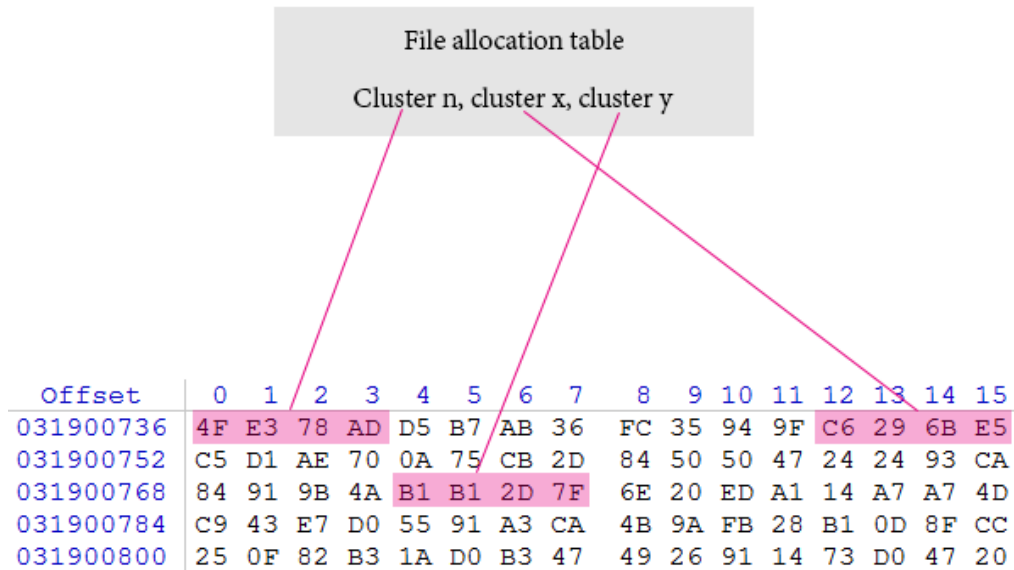 File allocation table
Cluster n, cluster x, cluster y
Offset 0 1 2 3 4 5 6 7 8 9 10 11 12 13 14 15
031900736 4F E3 78 AD D5 B7 AB 36 FC 35 94 9F C6 29 6B E5
031900752 C5 D1 AE 70 0A 75 CB 2D 84 50 50 47 24 24 93 CA
031900768 84 91 9B 4A B1 B1 2D 7F 6E 20 ED A1 14 A7 A7 4D
031900784 C9 43 E7 D0 55 91 A3 CA 4B 9A FB 28 B1 0D 8F CC
031900800 25 0F 82 B3 1A D0 B3 47 49 26 91 14 73 D0 47 20